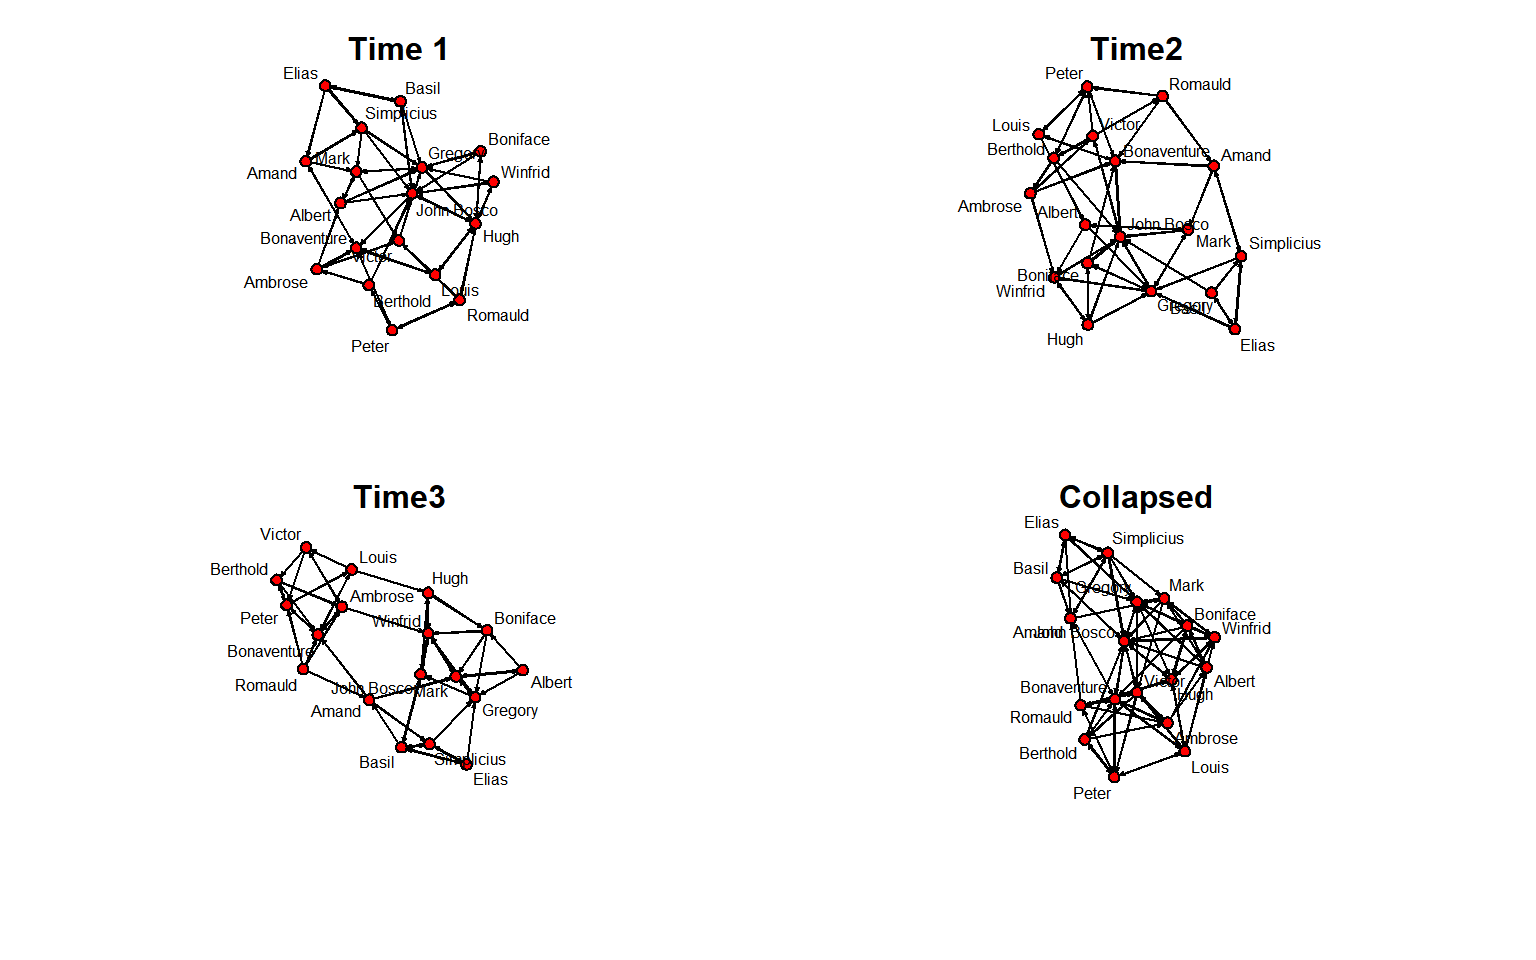 Time 1
Elias
Basil
Simplicius
Boniface
Mark
Gregory
Amand
Winfrid
Albert
John Bosco
Bonaventure
Hugh
Victor
Ambrose
Louis
Berthold
Romauld
Peter
Time2
Peter
Romauld
Louis
Victor
Berthold
Bonaventure
Amand
Ambrose
Albert
John Bosco
Mark
Simplicius
Boniface
Winfrid
Gregory
Basil
Hugh
Elias
Time3
Victor
Louis
Berthold
Hugh
Ambrose
Peter
Winfrid
Boniface
Bonaventure
Romauld
John Bosco
Mark
Albert
Amand
Gregory
Basil
Simplicius
Elias
Collapsed
Elias
Simplicius
Basil
Gregory
Mark
Boniface
Amand
John Bosco
Winfrid
Victor
Albert
Bonaventure
Hugh
Romauld
Ambrose
Berthold
Louis
Peter